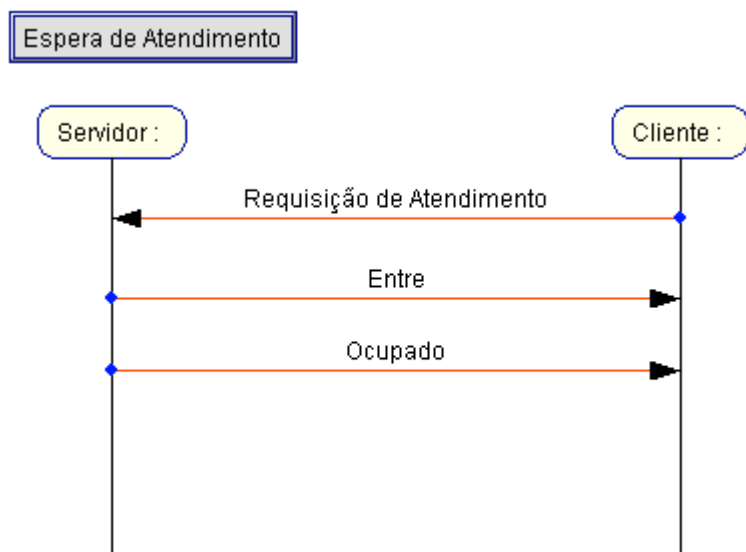 Espera de Atendimento
Servidor :
Cliente :
Requisição de Atendimento
Entre
Ocupado